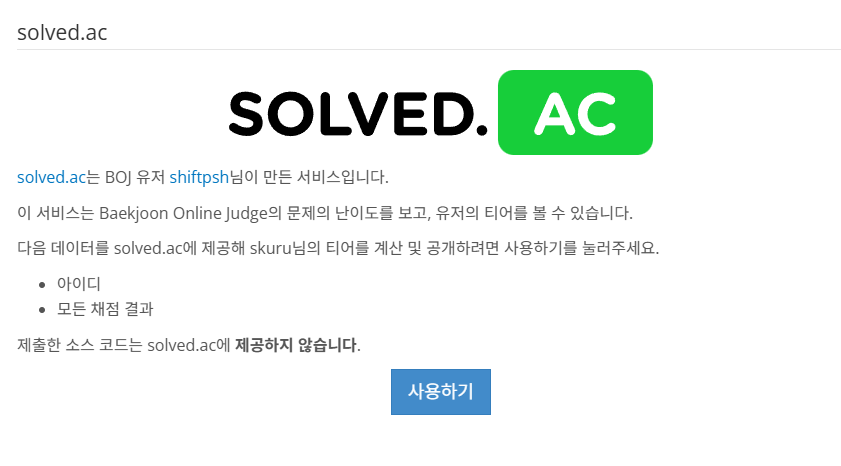 solved.ac
SOLVED. AC
solved.ac는 BOJ 유저 shiftpsh님이 만든 서비스입니다.
이 서비스는 Baekjoon Online Judge의 문제의 난이도를 보고, 유저의 티어를 볼 수 있습니다.
다음 데이터를 solved.ac에 제공해 skuru님의 티어를 계산 및 공개하려면 사용하기를 눌러주세요.
아이디
모든 채점 결과
제출한 소스 코드는 solved.ac에 제공하지 않습니다.
사용하기